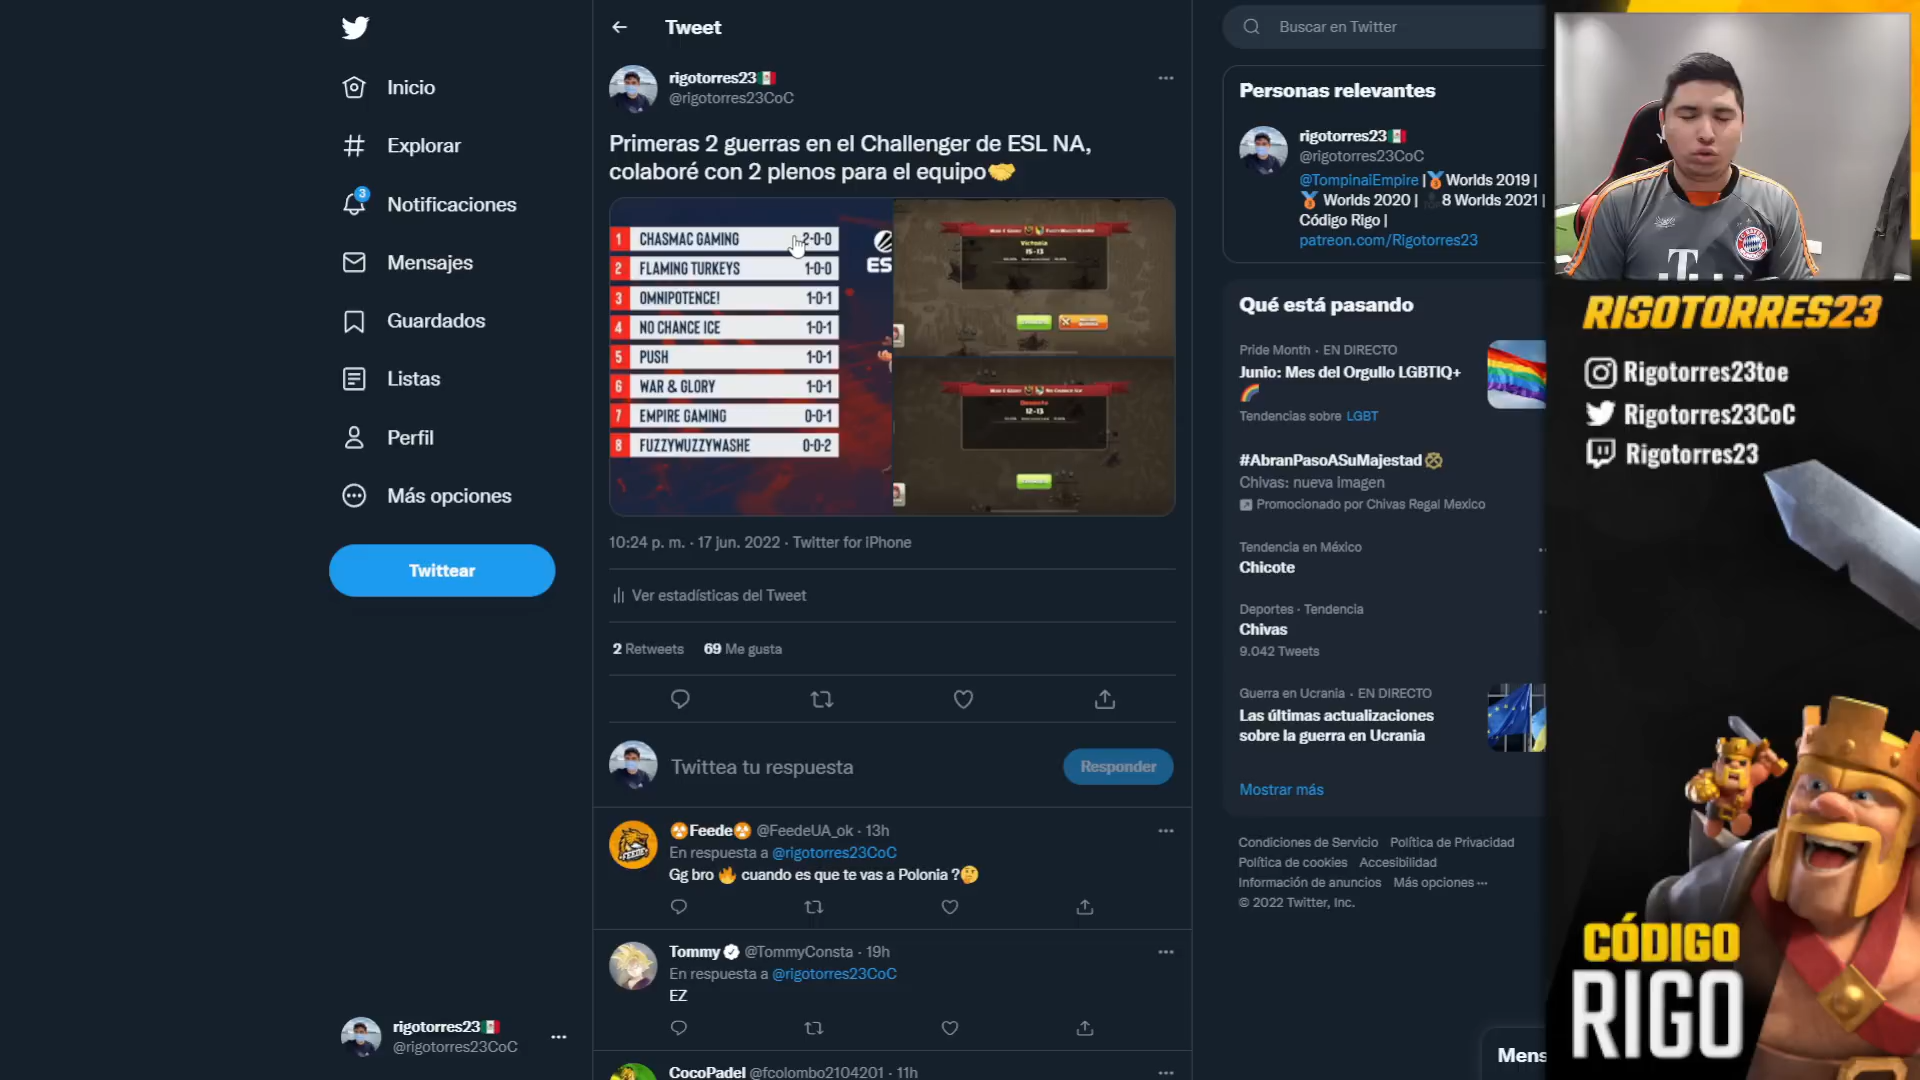 Inicio
Explorar
3
Notificaciones
Mensajes
Guardados
Listas
Perfil
Más opciones
Twittear
rigotorres23
@rigotorres23CoC
Tweet
rigotorres23
@rigotorres23CoC
Primeras 2 guerras en el Challenger de ESL NA,
colaboré con 2 plenos para el equipo
1 CHASMAC GAMING 2-0-0
2 FLAMING TURKEYS 1-0-0
3 OMNIPOTENCE! 1-0-1
4 NO CHANCE ICE 1-0-1
5 PUSH 1-0-1
6 WAR & GLORY 1-0-1
7 EMPIRE GAMING 0-0-1
8 FUZZYWUZZYWASHE 0-0-2
ES
Victoria
15-13
12-13
10:24 p. m. · 17 jun. 2022 · Twitter for iPhone
Ver estadísticas del Tweet
2 Retweets 69 Me gusta
Twittea tu respuesta
Responder
Feede @FeedeUA_ok · 13h
En respuesta a @rigotorres23CoC
Gg bro cuando es que te vas a Polonia ?
Tommy @TommyConsta · 19h
En respuesta a @rigotorres23CoC
EZ
CocoPadel @fcolombo2104201 · 11h
Buscar en Twitter
Personas relevantes
rigotorres23
@rigotorres23CoC
@TompinaiEmpire | Worlds 2019 |
Worlds 2020 | 8 Worlds 2021 |
Código Rigo |
patreon.com/Rigotorres23
Qué está pasando
Pride Month · EN DIRECTO
Junio: Mes del Orgullo LGBTIQ+
Tendencias sobre LGBT
#AbranPasoASuMajestad
Chivas: nueva imagen
Promocionado por Chivas Regal Mexico
Tendencia en México
Chicote
Deportes · Tendencia
Chivas
9.042 Tweets
Guerra en Ucrania · EN DIRECTO
Las últimas actualizaciones
sobre la guerra en Ucrania
Mostrar más
Condiciones de Servicio Política de Privacidad
Política de cookies Accesibilidad
Información de anuncios Más opciones ···
© 2022 Twitter, Inc.
Mens
T
RIGOTORRES23
Rigotorres23toe
Rigotorres23CoC
Rigotorres23
CÓDIGO
RIGO